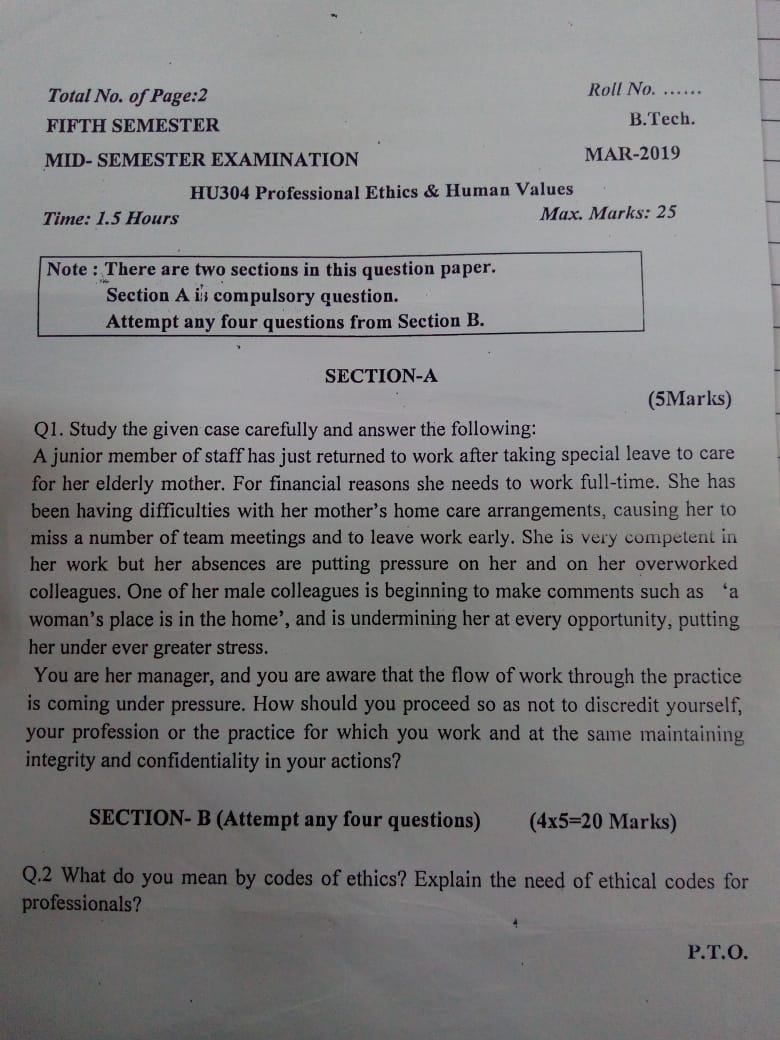 Total No. of Page:2 Roll No. ......
FIFTH SEMESTER B.Tech.
MID- SEMESTER EXAMINATION MAR-2019
HU304 Professional Ethics & Human Values
Time: 1.5 Hours Max. Marks: 25
Note : There are two sections in this question paper.
Section A is compulsory question.
Attempt any four questions from Section B.
SECTION-A
(5Marks)
Q1. Study the given case carefully and answer the following:
A junior member of staff has just returned to work after taking special leave to care
for her elderly mother. For financial reasons she needs to work full-time. She has
been having difficulties with her mother's home care arrangements, causing her to
miss a number of team meetings and to leave work early. She is very competent in
her work but her absences are putting pressure on her and on her overworked
colleagues. One of her male colleagues is beginning to make comments such as 'a
woman's place is in the home', and is undermining her at every opportunity, putting
her under ever greater stress.
You are her manager, and you are aware that the flow of work through the practice
is coming under pressure. How should you proceed so as not to discredit yourself,
your profession or the practice for which you work and at the same maintaining
integrity and confidentiality in your actions?
SECTION- B (Attempt any four questions) (4x5=20 Marks)
Q.2 What do you mean by codes of ethics? Explain the need of ethical codes for
professionals?
P.T.O.